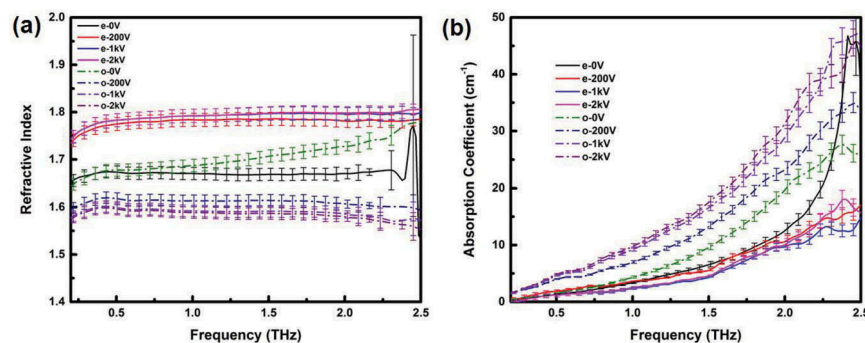 (a)
2.0
1.9
1.8
1.7
1.6
1.5
1.4
Refractive Index
e-0V
e-200V
e-1kV
e-2kV
o-0V
o-200V
o-1kV
o-2kV
0.5
1.0
1.5
2.0
2.5
Frequency (THz)
(b)
50
40
30
20
10
0
Absorption Coefficient (cm⁻¹)
e-0V
e-200V
e-1kV
e-2kV
o-0V
o-200V
o-1kV
o-2kV
0.5
1.0
1.5
2.0
2.5
Frequency (THz)